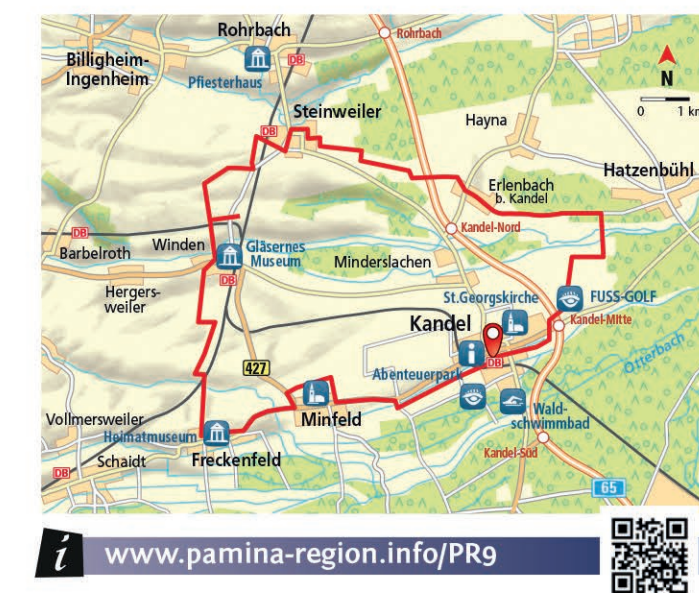 Rohrbach
Rohrbach
Billigheim-
Ingenheim
Pfiesterhaus
DB
N
0 1 km
Steinweiler
DB
Hayna
Hatzenbühl
Erlenbach
b. Kandel
Kandel-Nord
DB
Barbelroth
Winden
Gläsernes
Museum
Minderslachen
Hergers-
weiler
St.Georgskirche
FUSS-GOLF
Kandel
Kandel-Mitte
i
DB
427
Abenteuerpark
Otterbach
Vollmersweiler
Heimatmuseum
Minfeld
Wald-
schwimmbad
Schaidt
Freckenfeld
Kandel-Süd
DB
65
i www.pamina-region.info/PR9